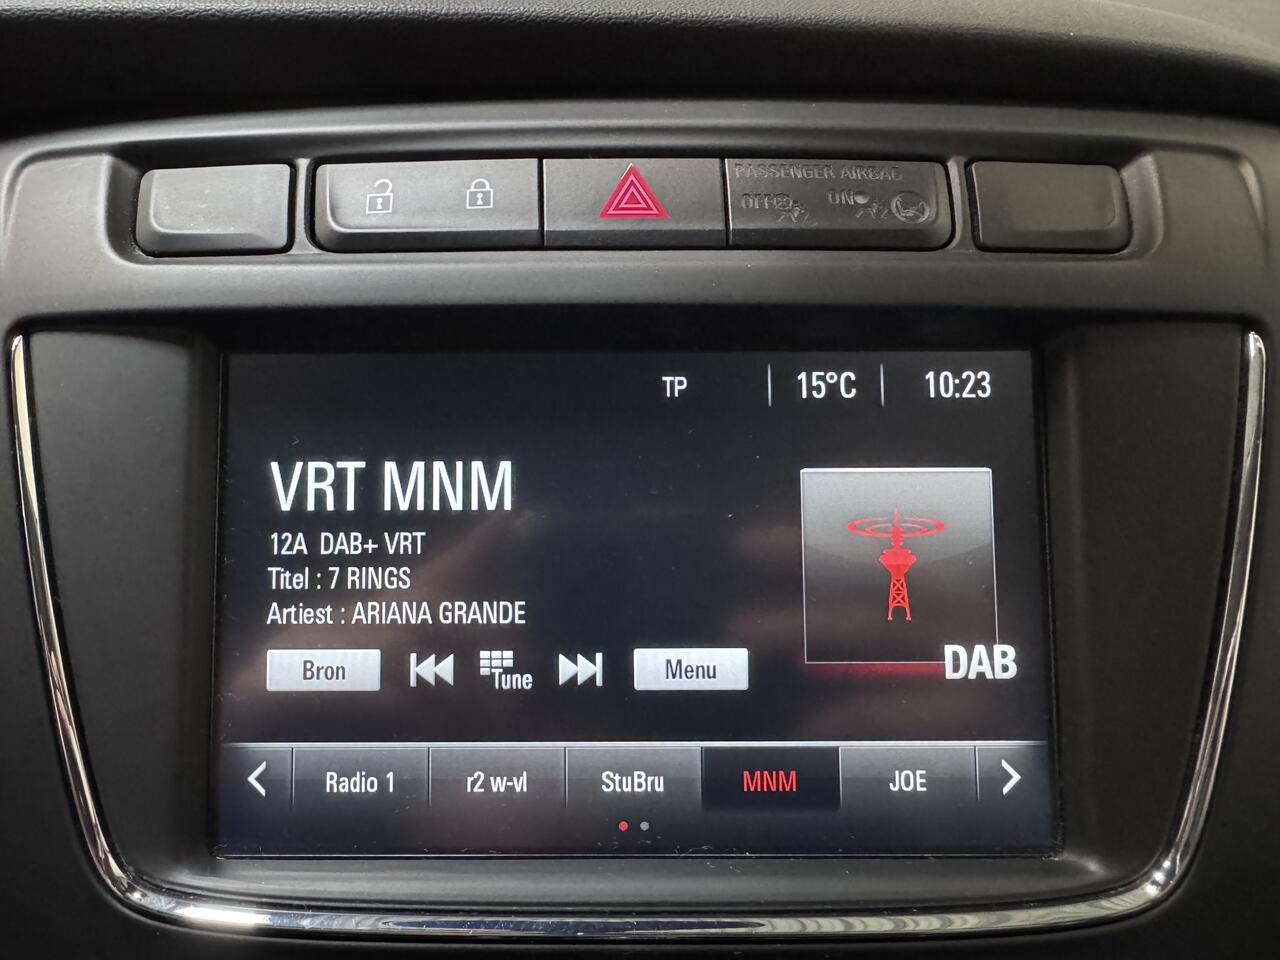 PASSENGER AIRBAG
OFF ON
TP 15°C 10:23
VRT MNM
12A DAB+ VRT
Titel : 7 RINGS
Artiest : ARIANA GRANDE
Bron Tune Menu
DAB
Radio 1 r2 w-vl StuBru MNM JOE